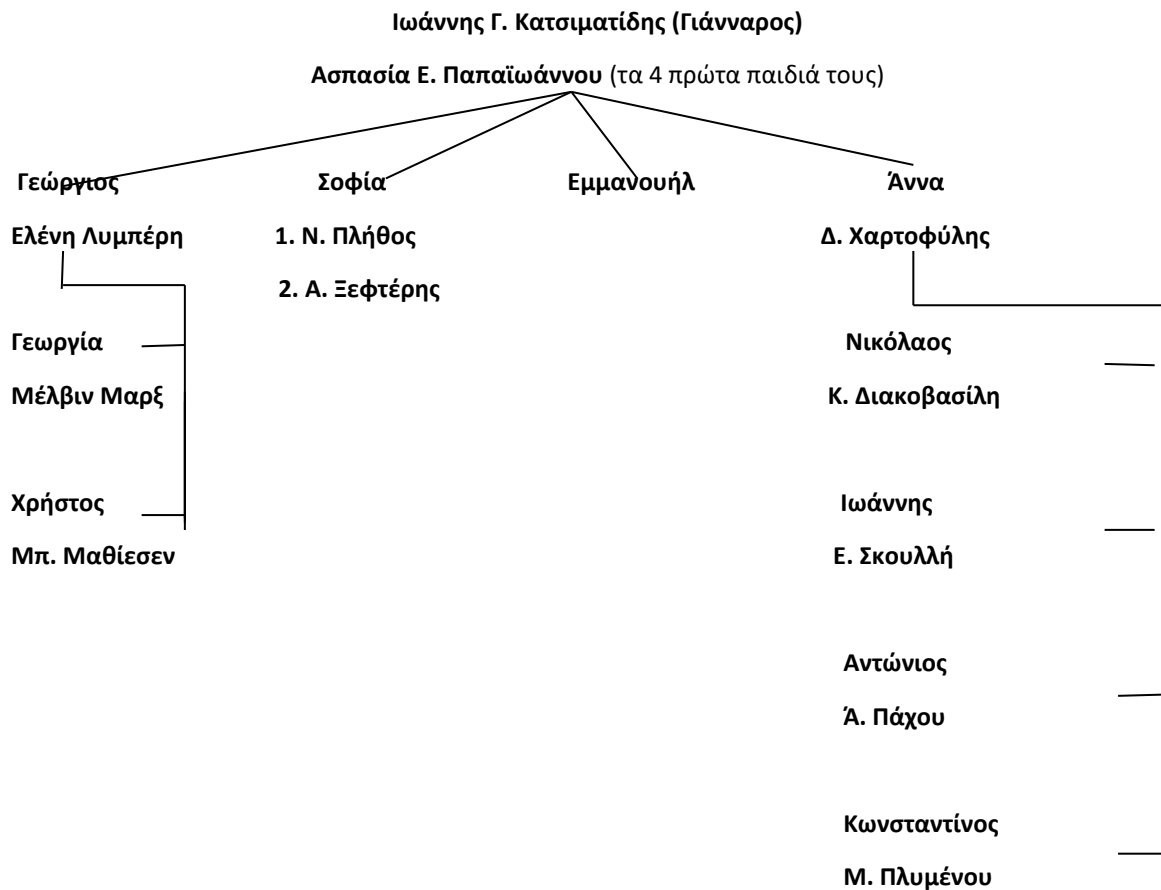 Ιωάννης Γ. Κατσιματίδης (Γιάνναρος)
Ασπασία Ε. Παπαϊωάννου (τα 4 πρώτα παιδιά τους)
Γεώργιος Σοφία Εμμανουήλ Άννα
Ελένη Λυμπέρη 1. Ν. Πλήθος Δ. Χαρτοφύλης
2. Α. Ξεφτέρης
Γεωργία Νικόλαος
Μέλβιν Μαρξ Κ. Διακοβασίλη
Χρήστος Ιωάννης
Μπ. Μαθίεσεν Ε. Σκουλλή
Αντώνιος
Ά. Πάχου
Κωνσταντίνος
Μ. Πλυμένου